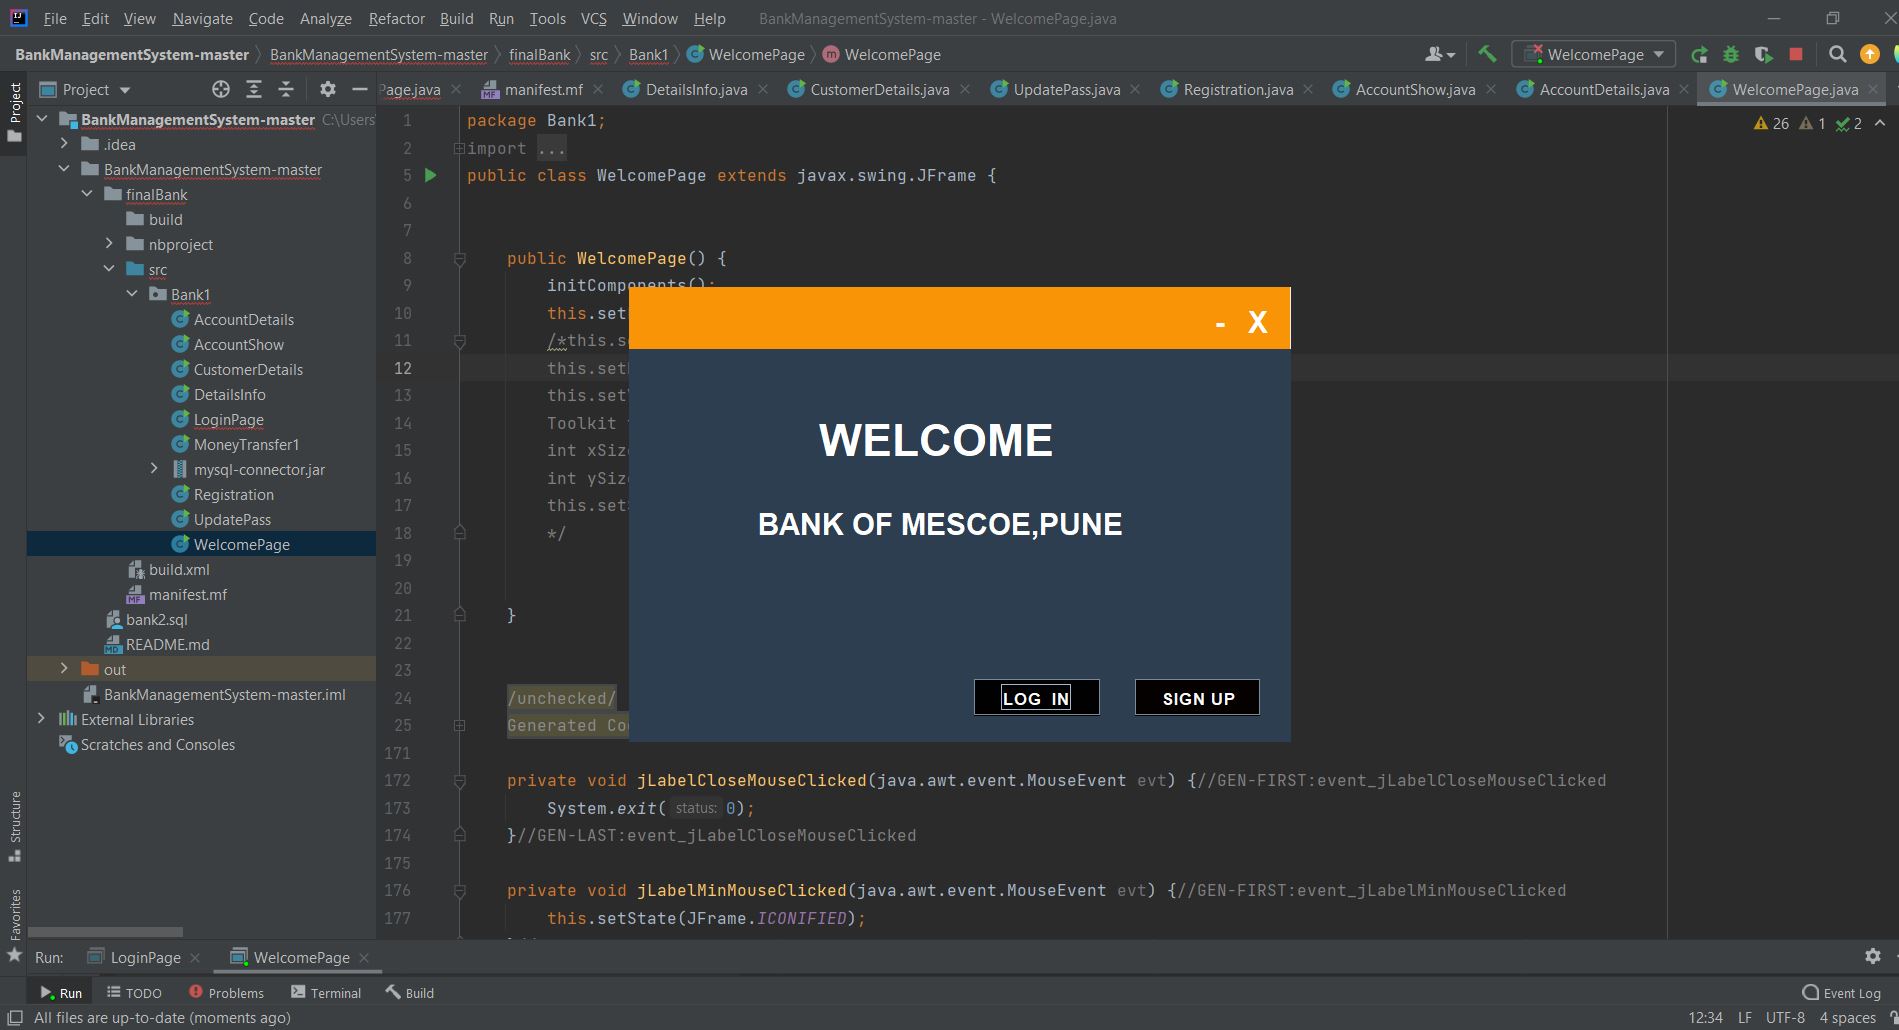 File Edit View Navigate Code Analyze Refactor Build Run Tools VCS Window Help BankManagementSystem-master - WelcomePage.java
BankManagementSystem-master BankManagementSystem-master finalBank src Bank1 WelcomePage WelcomePage WelcomePage
Project Page.java manifest.mf DetailsInfo.java CustomerDetails.java UpdatePass.java Registration.java AccountShow.java AccountDetails.java WelcomePage.java
Project
BankManagementSystem-master C:\Users
.idea
BankManagementSystem-master
finalBank
build
nbproject
src
Bank1
AccountDetails
AccountShow
CustomerDetails
DetailsInfo
LoginPage
MoneyTransfer1
mysql-connector.jar
Registration
UpdatePass
WelcomePage
build.xml
manifest.mf
bank2.sql
README.md
out
BankManagementSystem-master.iml
External Libraries
Scratches and Consoles
Structure
Favorites
26 1 2
1 package Bank1;
2 import ...
5 public class WelcomePage extends javax.swing.JFrame {
6
7
8 public WelcomePage() {
9 initComponents();
10 this.set
11 /*this.s
12 this.set
13 this.set
14 Toolkit
15 int xSiz
16 int ySiz
17 this.set
18 */
19
20
21 }
22
23
24 /unchecked/
25 Generated Co
171
172 private void jLabelCloseMouseClicked(java.awt.event.MouseEvent evt) {//GEN-FIRST:event_jLabelCloseMouseClicked
173 System.exit( status: 0);
174 }//GEN-LAST:event_jLabelCloseMouseClicked
175
176 private void jLabelMinMouseClicked(java.awt.event.MouseEvent evt) {//GEN-FIRST:event_jLabelMinMouseClicked
177 this.setState(JFrame.ICONIFIED);
- X
WELCOME
BANK OF MESCOE,PUNE
LOG IN SIGN UP
Run: LoginPage WelcomePage
Run TODO Problems Terminal Build Event Log
All files are up-to-date (moments ago) 12:34 LF UTF-8 4 spaces